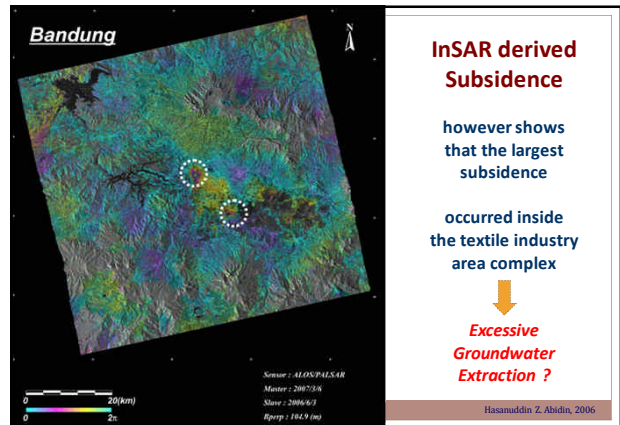 Bandung
N
Sensor : ALOS/PALSAR
Master : 2007/3/6
Slave : 2006/6/3
Bperp : 104.9 (m)
0 20(km)
0 2π
InSAR derived
Subsidence
however shows
that the largest
subsidence
occurred inside
the textile industry
area complex
Excessive
Groundwater
Extraction ?
Hasanuddin Z. Abidin, 2006